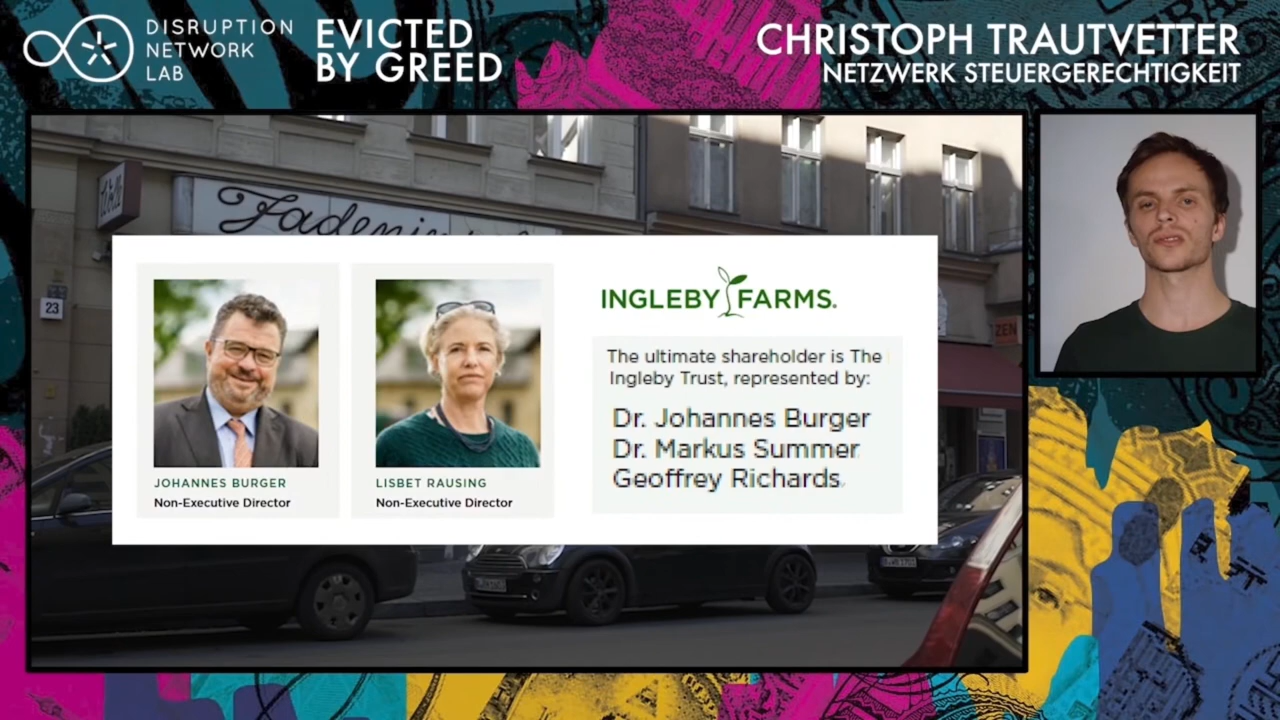 DISRUPTION
NETWORK
LAB
EVICTED
BY GREED
CHRISTOPH TRAUTVETTER
NETZWERK STEUERGERECHTIGKEIT
23
ZEN
JOHANNES BURGER
Non-Executive Director
LISBET RAUSING
Non-Executive Director
INGLEBY FARMS.
The ultimate shareholder is The
Ingleby Trust, represented by:
Dr. Johannes Burger
Dr. Markus Summer
Geoffrey Richards